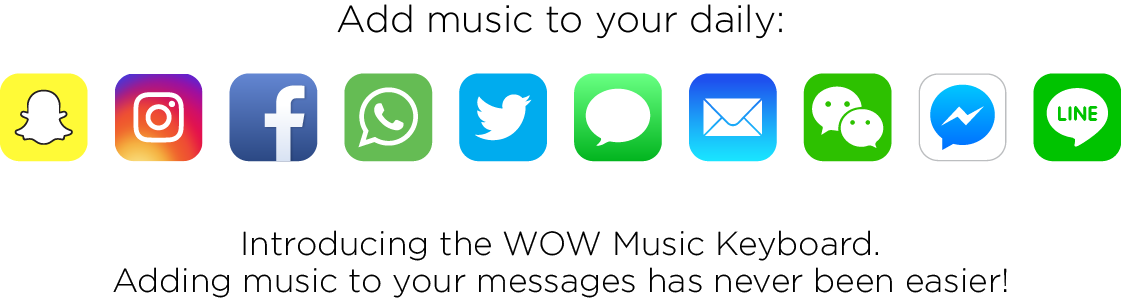 Add music to your daily:
LINE
Introducing the WOW Music Keyboard.
Adding music to your messages has never been easier!